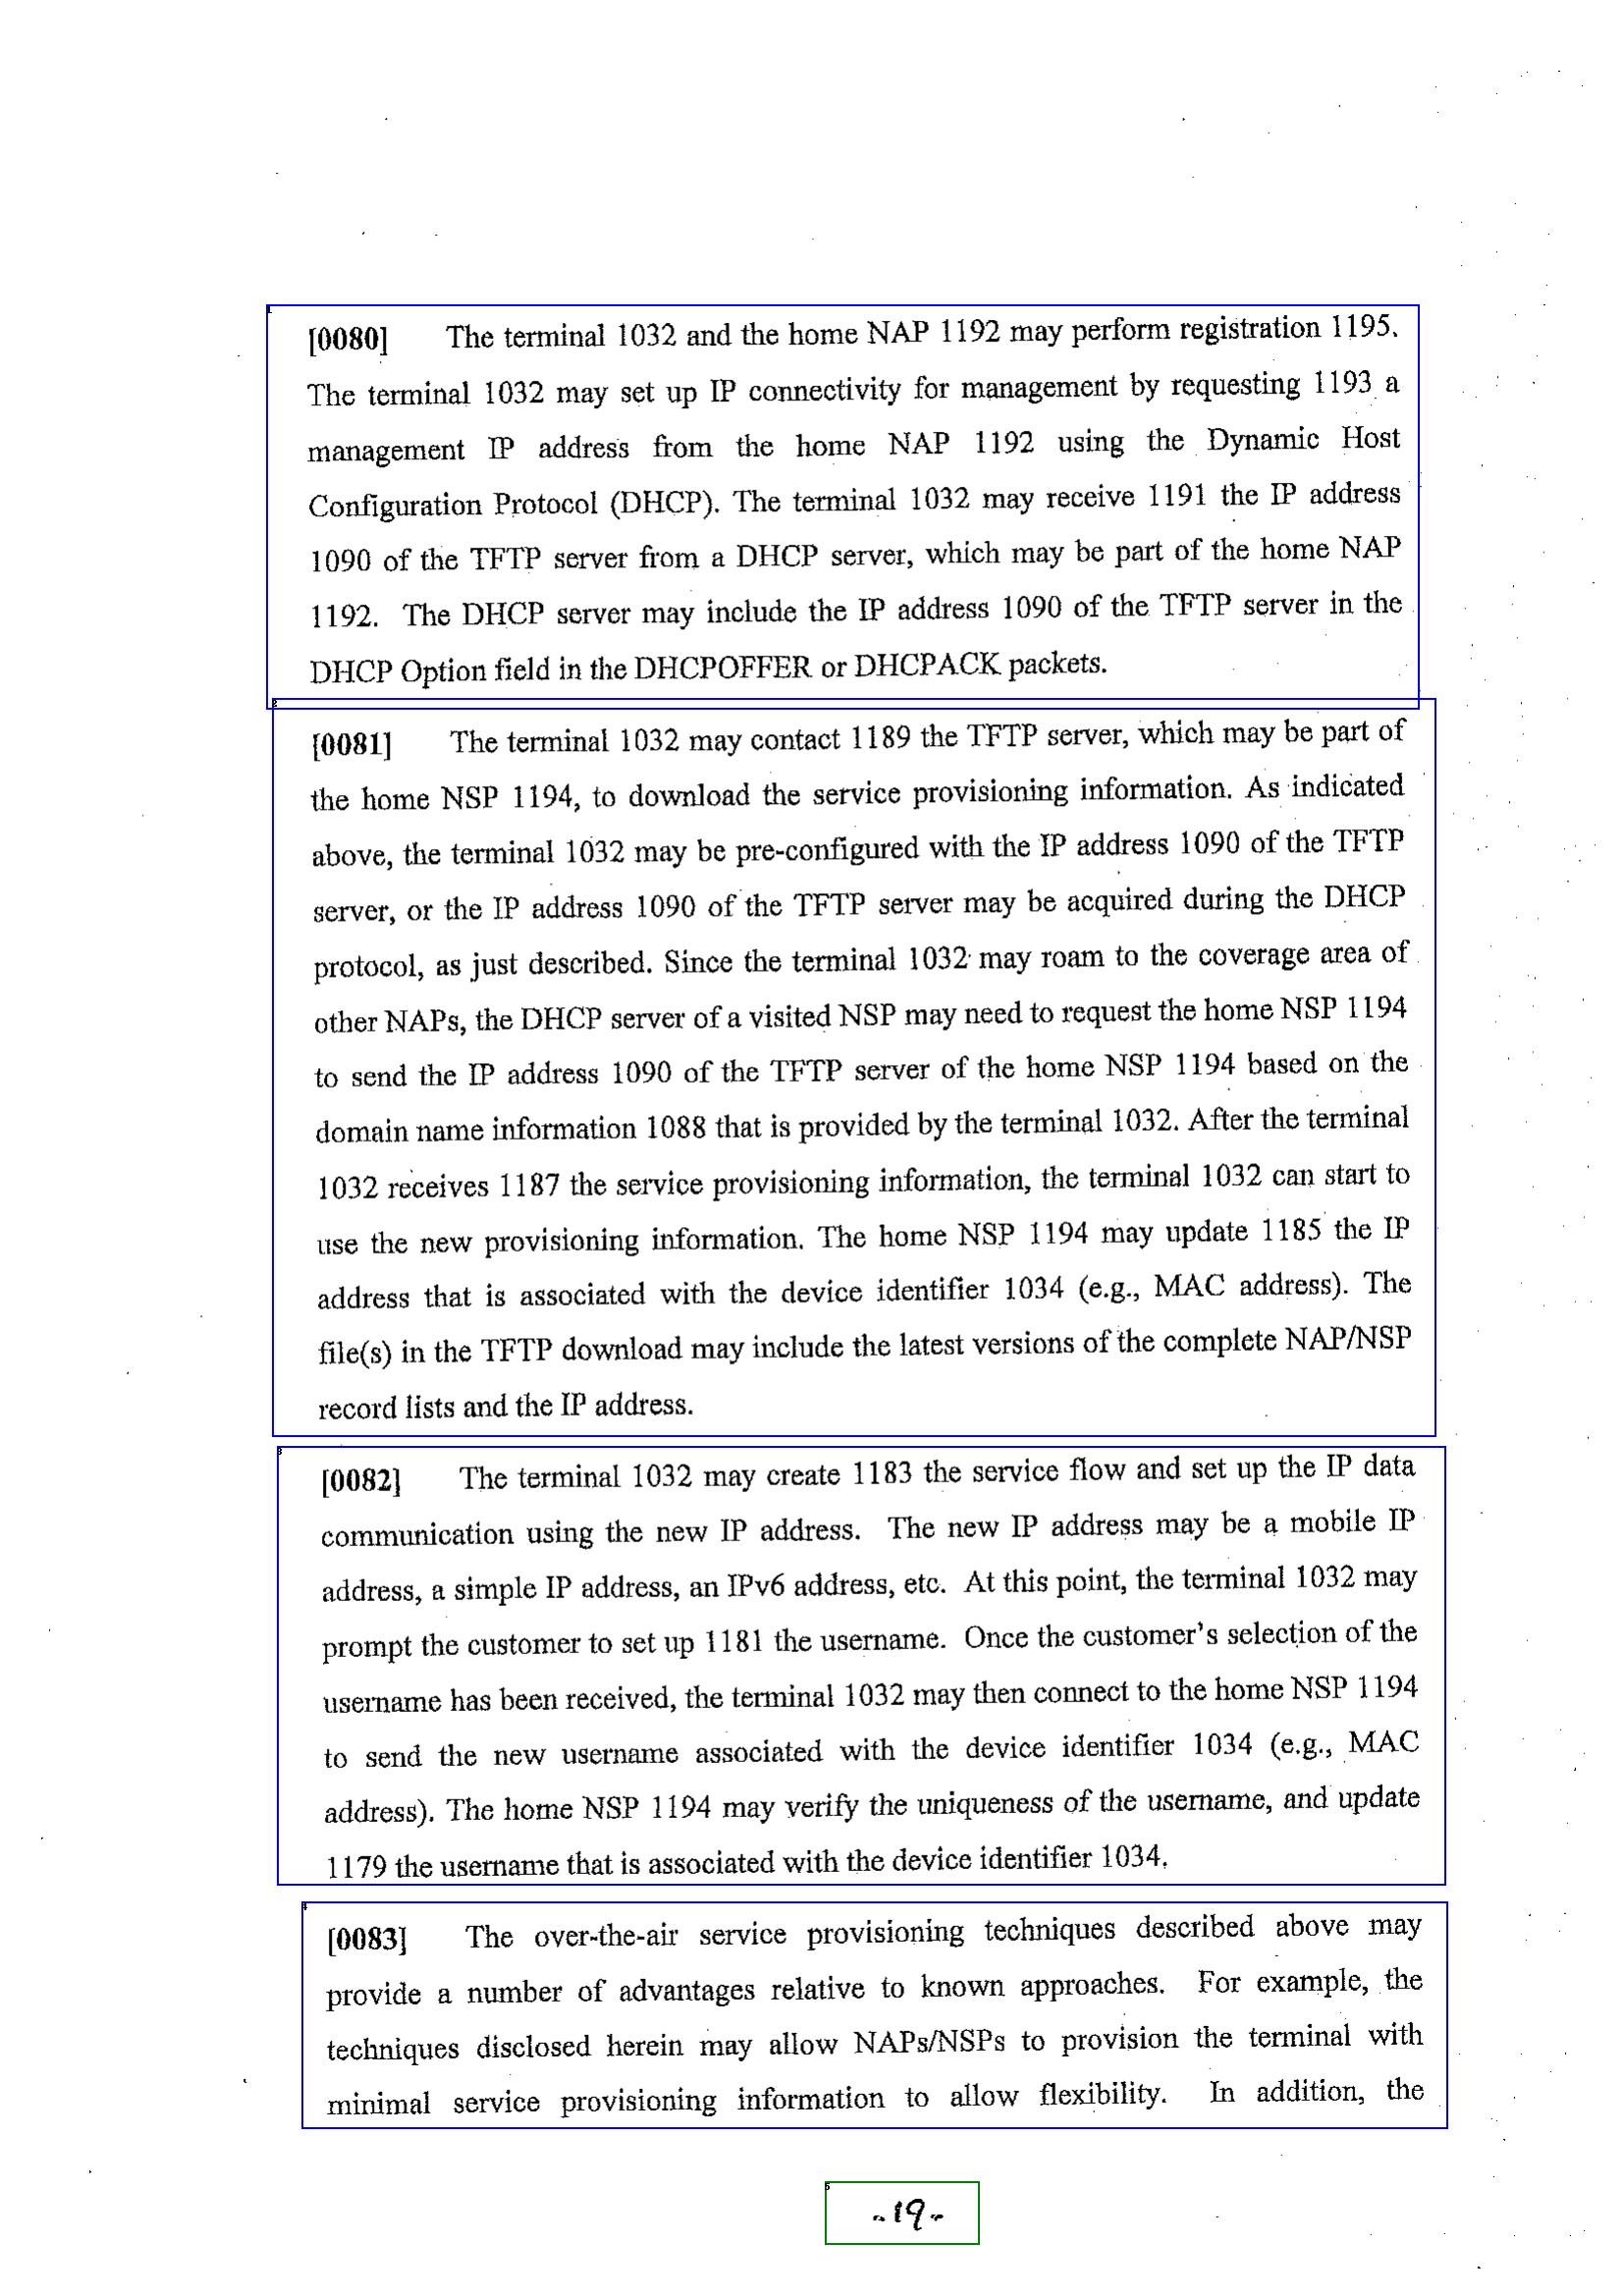 [0080] The terminal 1032 and the home NAP 1192 may perform registration 1195.
The terminal 1032 may set up IP connectivity for management by requesting 1193 a
management IP address from the home NAP 1192 using the Dynamic Host
Configuration Protocol (DHCP). The terminal 1032 may receive 1191 the IP address
1090 of the TFTP server from a DHCP server, which may be part of the home NAP
1192. The DHCP server may include the IP address 1090 of the TFTP server in the
DHCP Option field in the DHCPOFFER or DHCPACK packets.
[0081] The terminal 1032 may contact 1189 the TFTP server, which may be part of
the home NSP 1194, to download the service provisioning information. As indicated
above, the terminal 1032 may be pre-configured with the IP address 1090 of the TFTP
server, or the IP address 1090 of the TFTP server may be acquired during the DHCP
protocol, as just described. Since the terminal 1032 may roam to the coverage area of
other NAPs, the DHCP server of a visited NSP may need to request the home NSP 1194
to send the IP address 1090 of the TFTP server of the home NSP 1194 based on the
domain name information 1088 that is provided by the terminal 1032. After the terminal
1032 receives 1187 the service provisioning information, the terminal 1032 can start to
use the new provisioning information. The home NSP 1194 may update 1185 the IP
address that is associated with the device identifier 1034 (e.g., MAC address). The
file(s) in the TFTP download may include the latest versions of the complete NAP/NSP
record lists and the IP address.
[0082] The terminal 1032 may create 1183 the service flow and set up the IP data
communication using the new IP address. The new IP address may be a mobile IP
address, a simple IP address, an IPv6 address, etc. At this point, the terminal 1032 may
prompt the customer to set up 1181 the username. Once the customer's selection of the
username has been received, the terminal 1032 may then connect to the home NSP 1194
to send the new username associated with the device identifier 1034 (e.g., MAC
address). The home NSP 1194 may verify the uniqueness of the username, and update
1179 the username that is associated with the device identifier 1034.
[0083] The over-the-air service provisioning techniques described above may
provide a number of advantages relative to known approaches. For example, the
techniques disclosed herein may allow NAPs/NSPs to provision the terminal with
minimal service provisioning information to allow flexibility. In addition, the
-19-